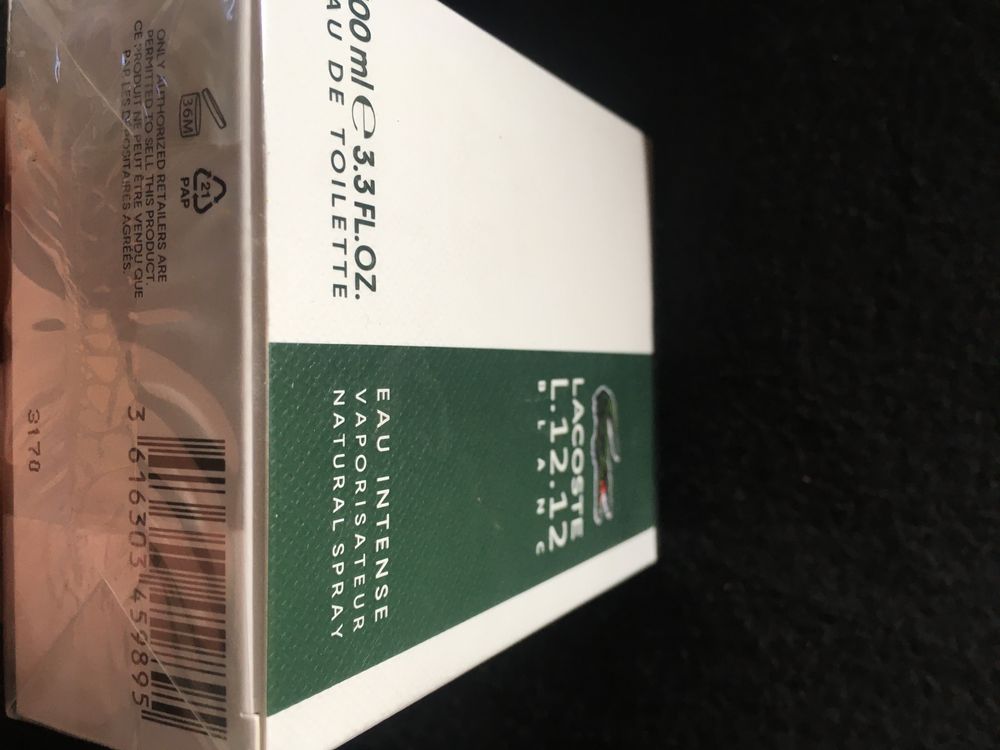 LACOSTE
L.12.12
BLANC
EAU INTENSE
VAPORISATEUR
NATURAL SPRAY
00 ml e 3.3 FL.OZ.
AU DE TOILETTE
36M
21
PAP
ONLY AUTHORIZED RETAILERS ARE
PERMITTED TO SELL THIS PRODUCT.
CE PRODUIT NE PEUT ÊTRE VENDU QUE
PAR LES DÉPOSITAIRES AGRÉÉS.
3 616303 459895
3170